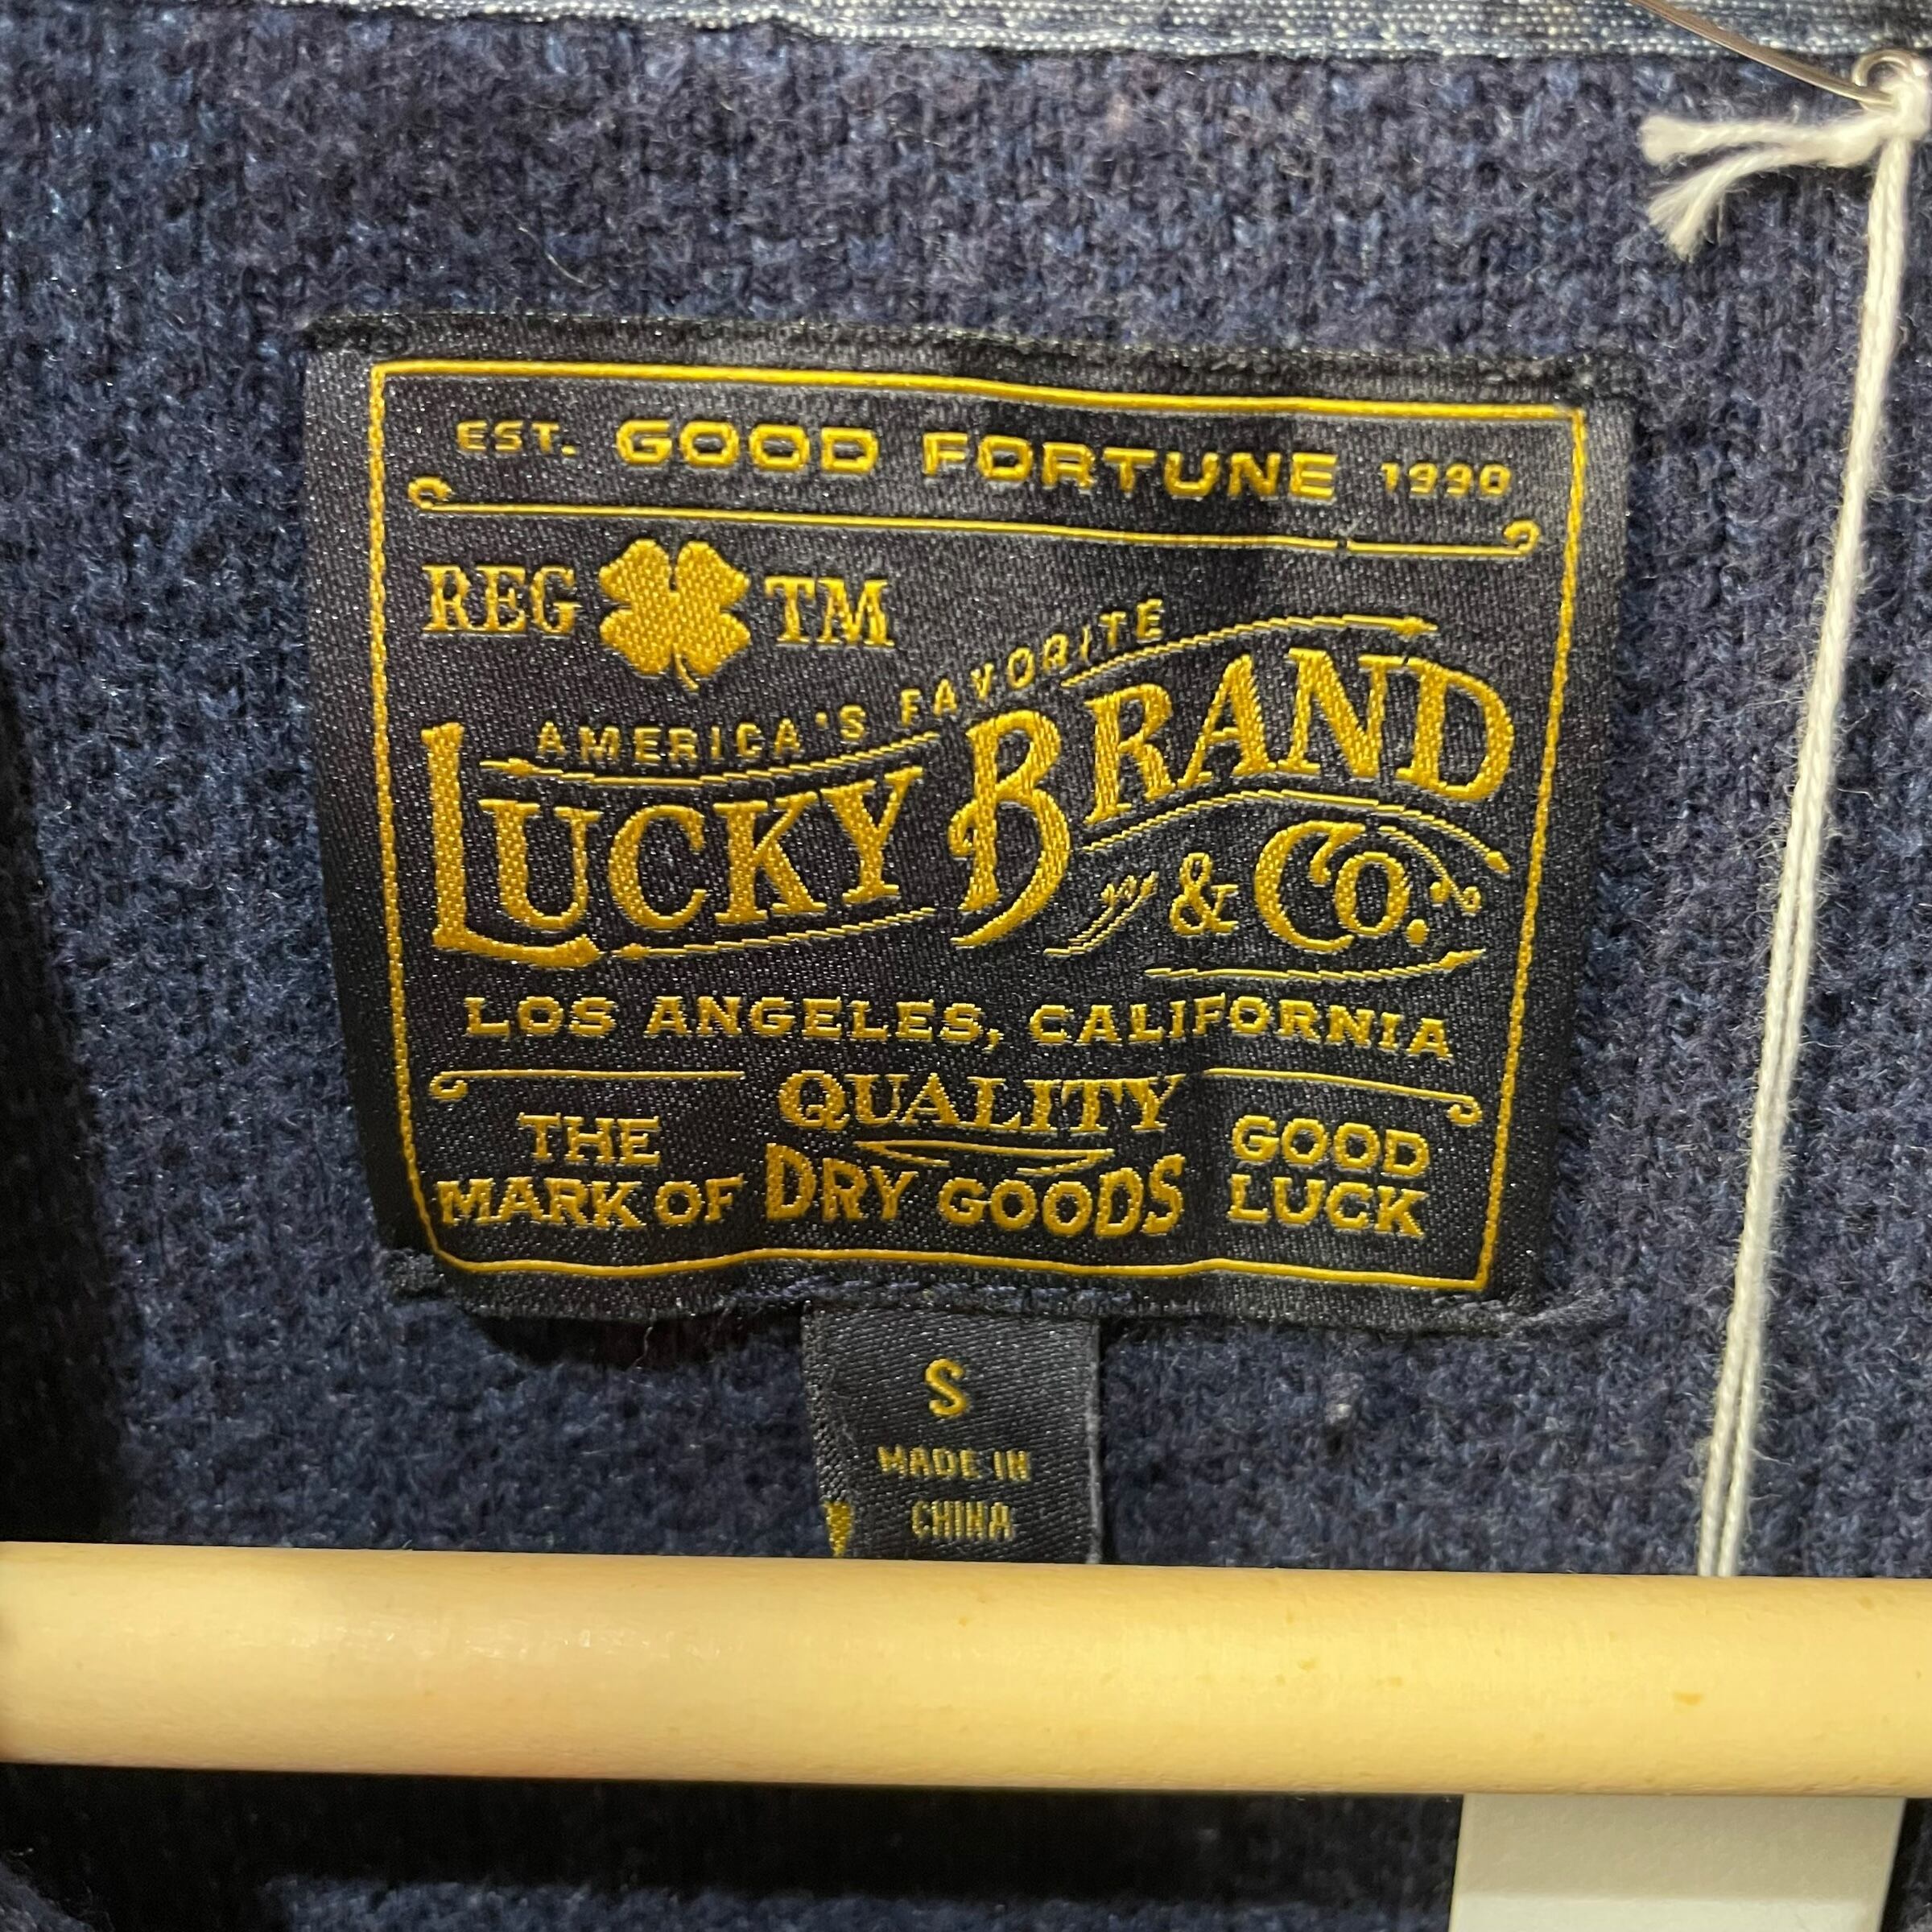 EST. GOOD FORTUNE 1990
REG TM
AMERICA'S FAVORITE
LUCKY BRAND
& CO.
LOS ANGELES, CALIFORNIA
THE MARK OF
QUALITY
DRY GOODS
GOOD LUCK
S
MADE IN
CHINA